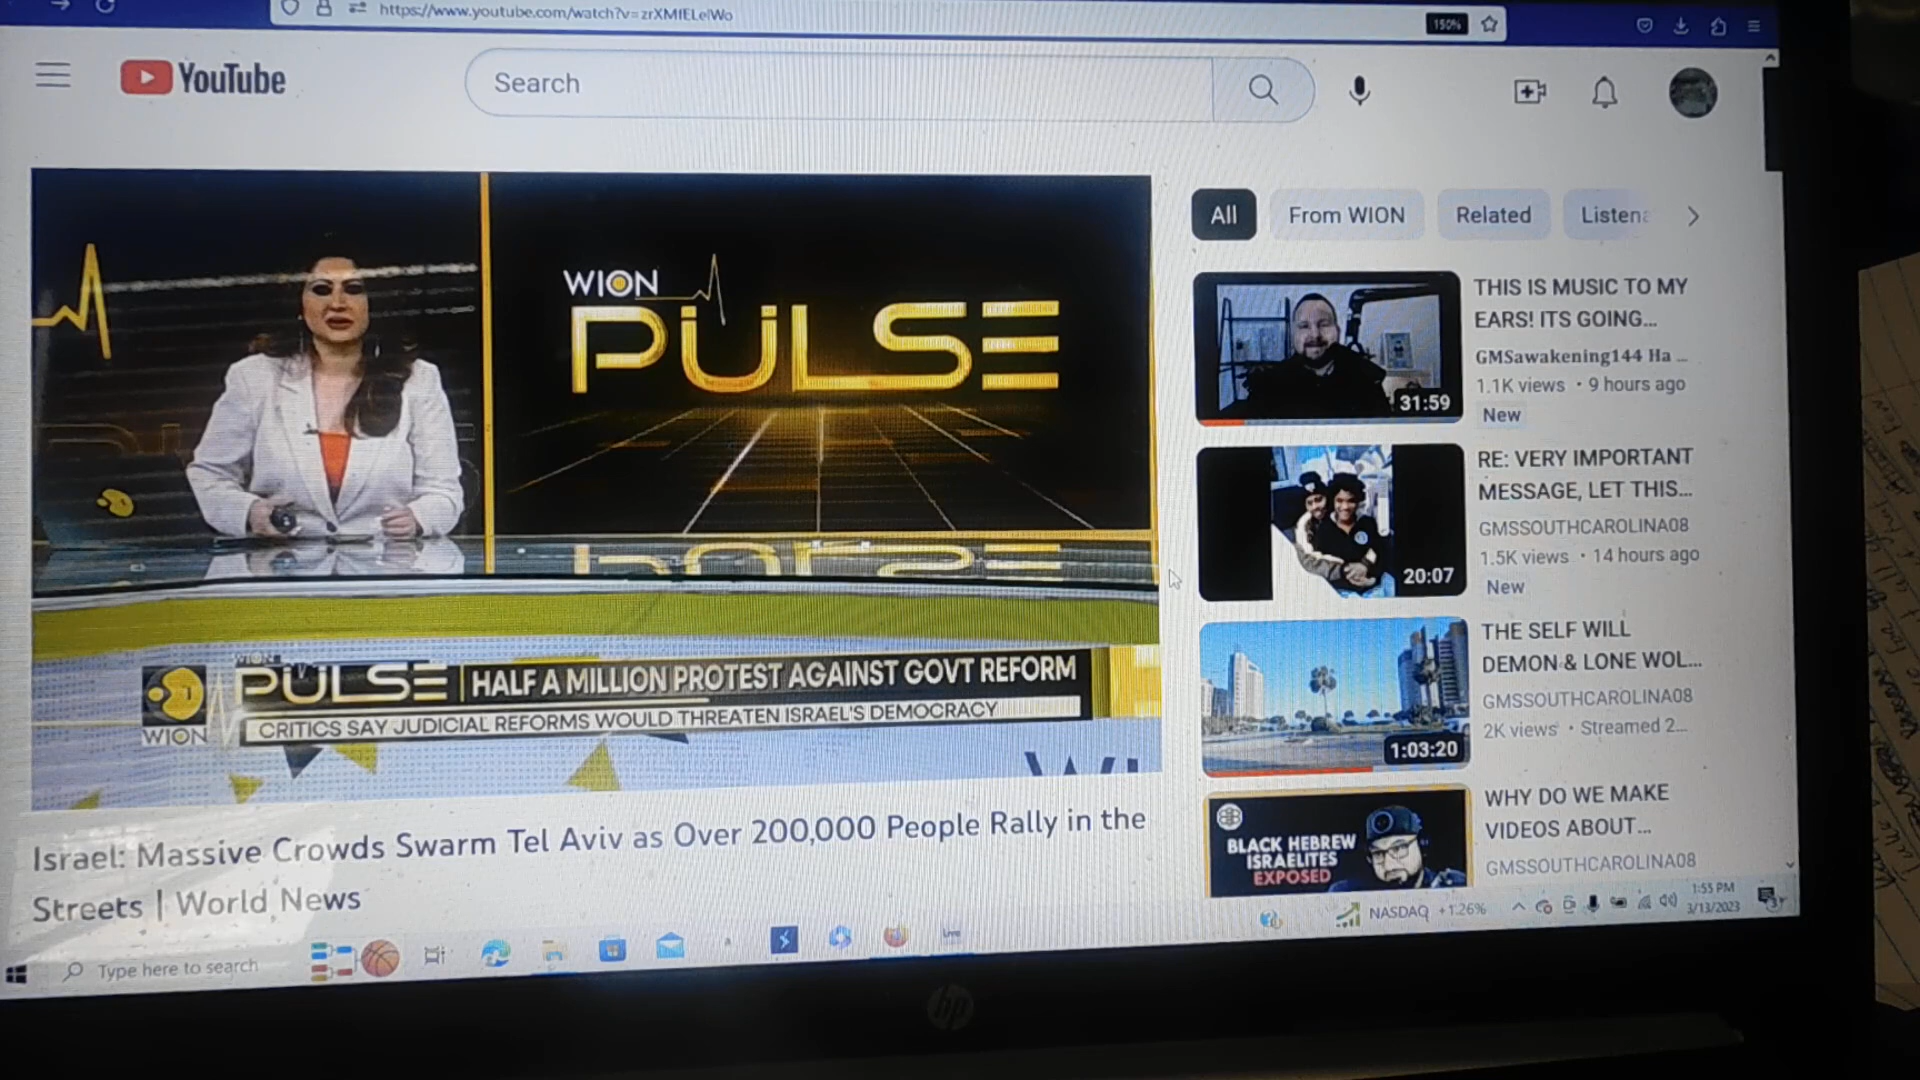 https://www.youtube.com/watch?v=zrXMfELeIWo
150%
YouTube
Search
WION
PULSE
WION
PULSE
HALF A MILLION PROTEST AGAINST GOVT REFORM
CRITICS SAY JUDICIAL REFORMS WOULD THREATEN ISRAEL'S DEMOCRACY
WION
Israel: Massive Crowds Swarm Tel Aviv as Over 200,000 People Rally in the
Streets | World News
All
From WION
Related
Listena
31:59
THIS IS MUSIC TO MY
EARS! ITS GOING...
GMSawakening144 Ha ...
1.1K views • 9 hours ago
New
20:07
RE: VERY IMPORTANT
MESSAGE, LET THIS...
GMSSOUTHCAROLINA08
1.5K views • 14 hours ago
New
1:03:20
THE SELF WILL
DEMON & LONE WOL...
GMSSOUTHCAROLINA08
2K views • Streamed 2...
BLACK HEBREW
ISRAELITES
EXPOSED
WHY DO WE MAKE
VIDEOS ABOUT...
GMSSOUTHCAROLINA08
Type here to search
NASDAQ +1.26%
1:55 PM
3/13/2023
hp